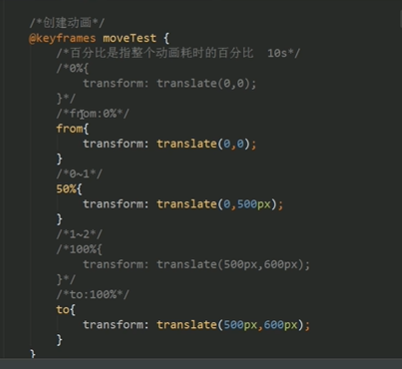 /*创建动画*/
@keyframes moveTest {
/*百分比是指整个动画耗时的百分比  10s*/
/*0%{
transform: translate(0,0);
}*/
/*from:0%*/
from{
transform: translate(0,0);
}
/*0~1*/
50%{
transform: translate(0,500px);
}
/*1~2*/
/*100%{
transform: translate(500px,600px);
}*/
/*to:100%*/
to{
transform: translate(500px,600px);
}
}